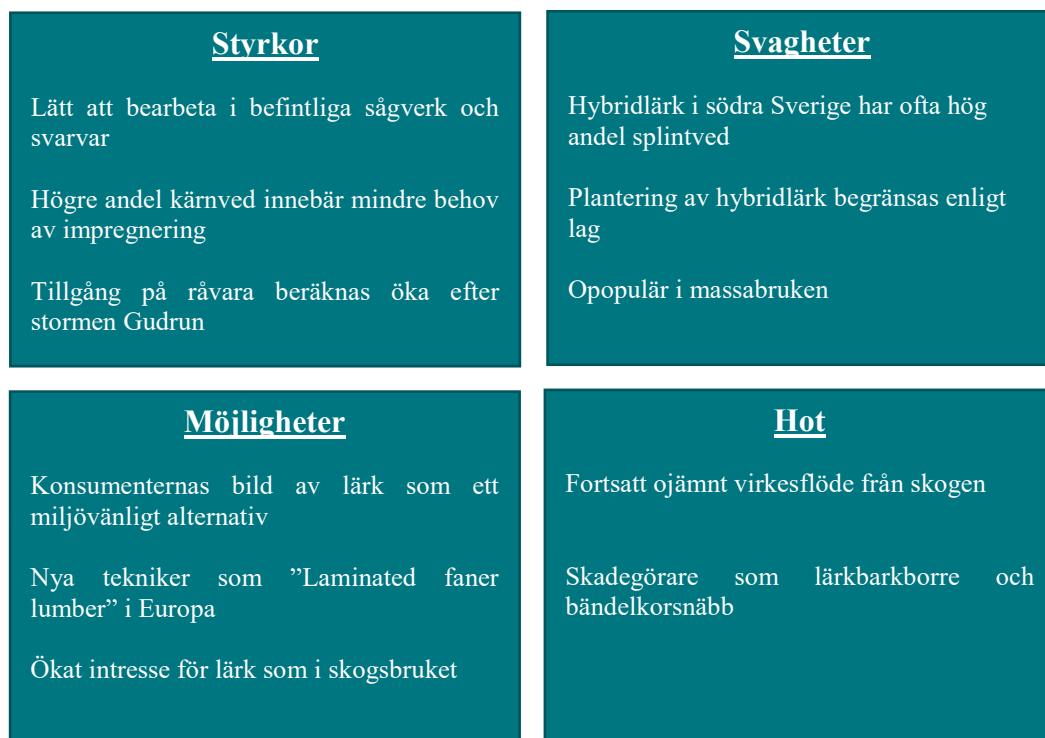 Styrkor
Lätt att bearbeta i befintliga sågverk och
svarvar
Högre andel kärnved innebär mindre behov
av impregnering
Tillgång på råvara beräknas öka efter
stormen Gudrun
Svagheter
Hybridlärk i södra Sverige har ofta hög
andel splintved
Plantering av hybridlärk begränsas enligt
lag
Opopulär i massabruken
Möjligheter
Konsumenternas bild av lärk som ett
miljövänligt alternativ
Nya tekniker som ”Laminated faner
lumber” i Europa
Ökat intresse för lärk som i skogsbruket
Hot
Fortsatt ojämnt virkesflöde från skogen
Skadegörare som lärkbarkborre och
bändelkorsnäbb